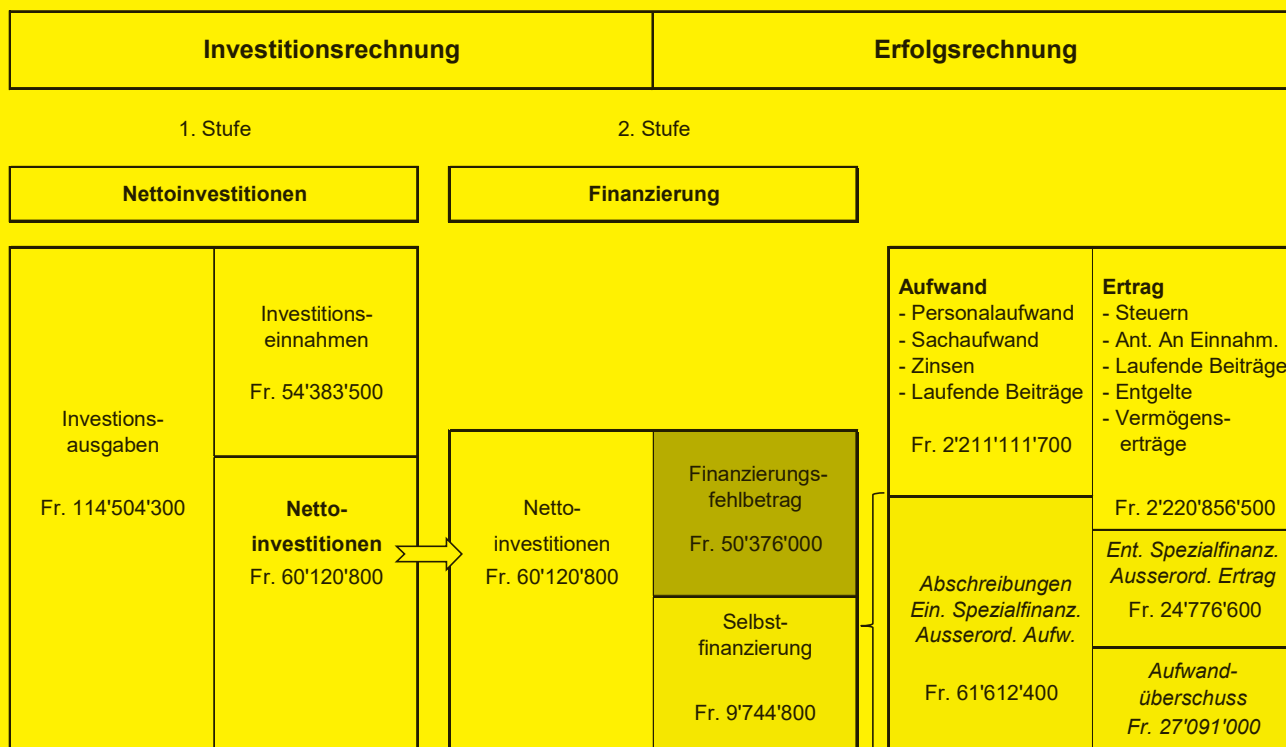 Investitionsrechnung
Erfolgsrechnung
1. Stufe
2. Stufe
Nettoinvestitionen
Finanzierung
Investions-
ausgaben
Fr. 114'504'300
Investitions-
einnahmen
Fr. 54'383'500
Netto-
investitionen
Fr. 60'120'800
Netto-
investitionen
Fr. 60'120'800
Finanzierungs-
fehlbetrag
Fr. 50'376'000
Selbst-
finanzierung
Fr. 9'744'800
Aufwand
- Personalaufwand
- Sachaufwand
- Zinsen
- Laufende Beiträge
Fr. 2'211'111'700
Abschreibungen
Ein. Spezialfinanz.
Ausserord. Aufw.
Fr. 61'612'400
Ertrag
- Steuern
- Ant. An Einnahm.
- Laufende Beiträge
- Entgelte
- Vermögens-
erträge
Fr. 2'220'856'500
Ent. Spezialfinanz.
Ausserord. Ertrag
Fr. 24'776'600
Aufwand-
überschuss
Fr. 27'091'000